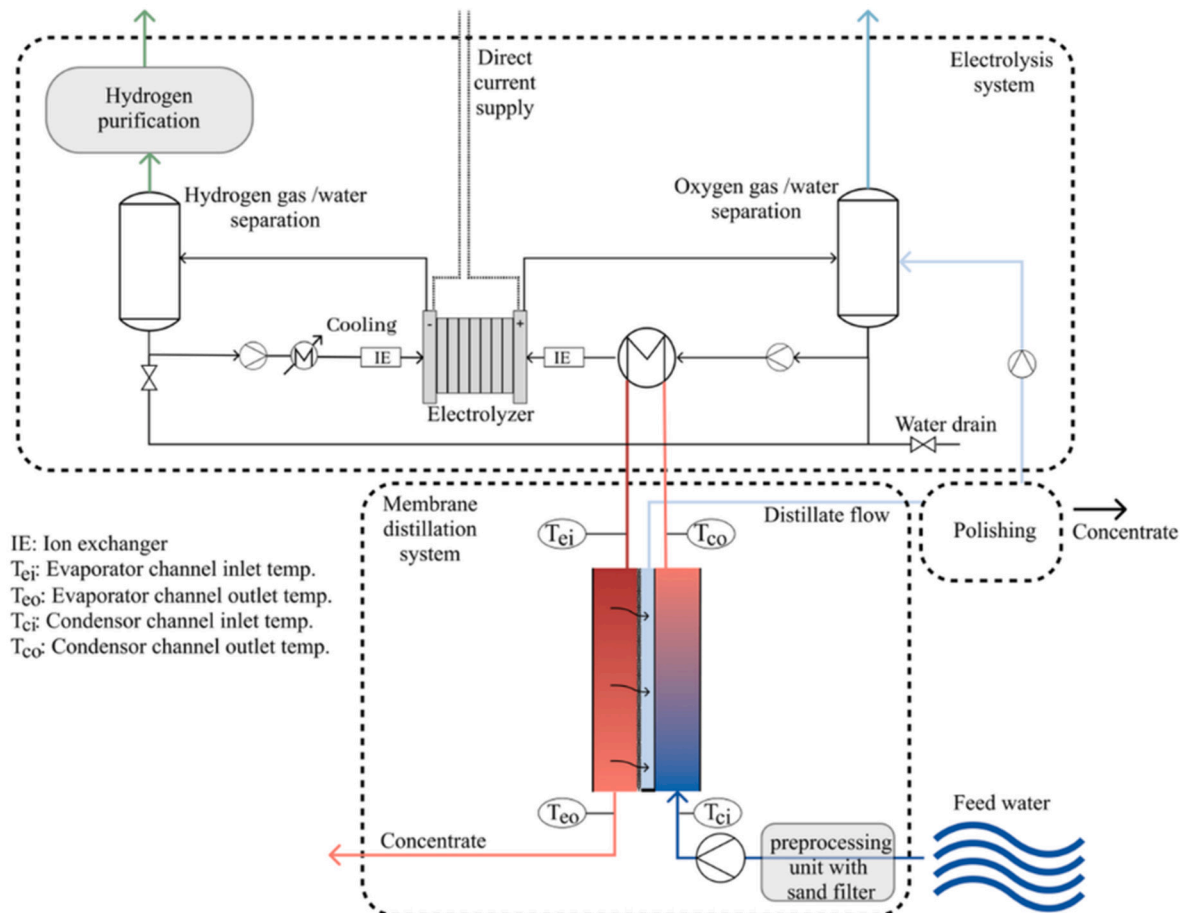 Hydrogen
purification
Direct
current
supply
Electrolysis
system
Hydrogen gas /water
separation
Oxygen gas /water
separation
Cooling
-
+
IE
IE
Electrolyzer
Water drain
Membrane
distillation
system
Distillate flow
Polishing
Concentrate
Tei
Tco
IE: Ion exchanger
Tei: Evaporator channel inlet temp.
Teo: Evaporator channel outlet temp.
Tci: Condensor channel inlet temp.
Tco: Condensor channel outlet temp.
Teo
Tci
Feed water
Concentrate
preprocessing
unit with
sand filter